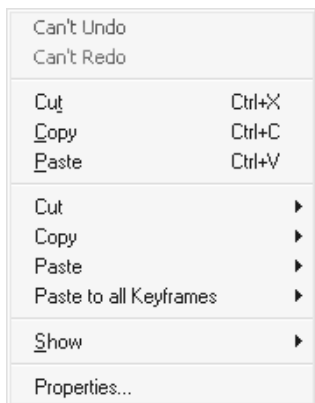 Can't Undo
Can't Redo
Cut Ctrl+X
Copy Ctrl+C
Paste Ctrl+V
Cut
Copy
Paste
Paste to all Keyframes
Show
Properties...